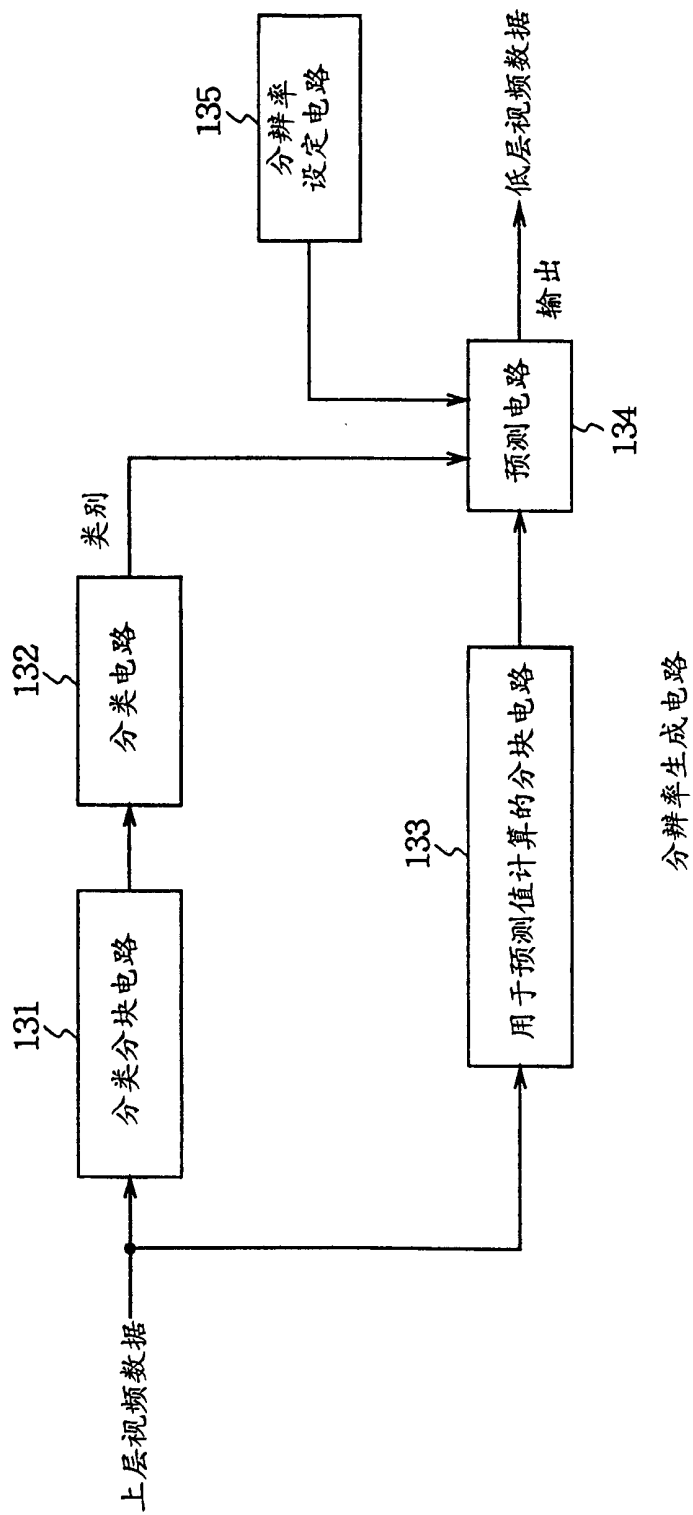 上层视频数据
131
分类分块电路
132
分类电路
类别
135
分辨率
设定电路
133
用于预测值计算的分块电路
预测电路
134
输出
低层视频数据
分辨率生成电路